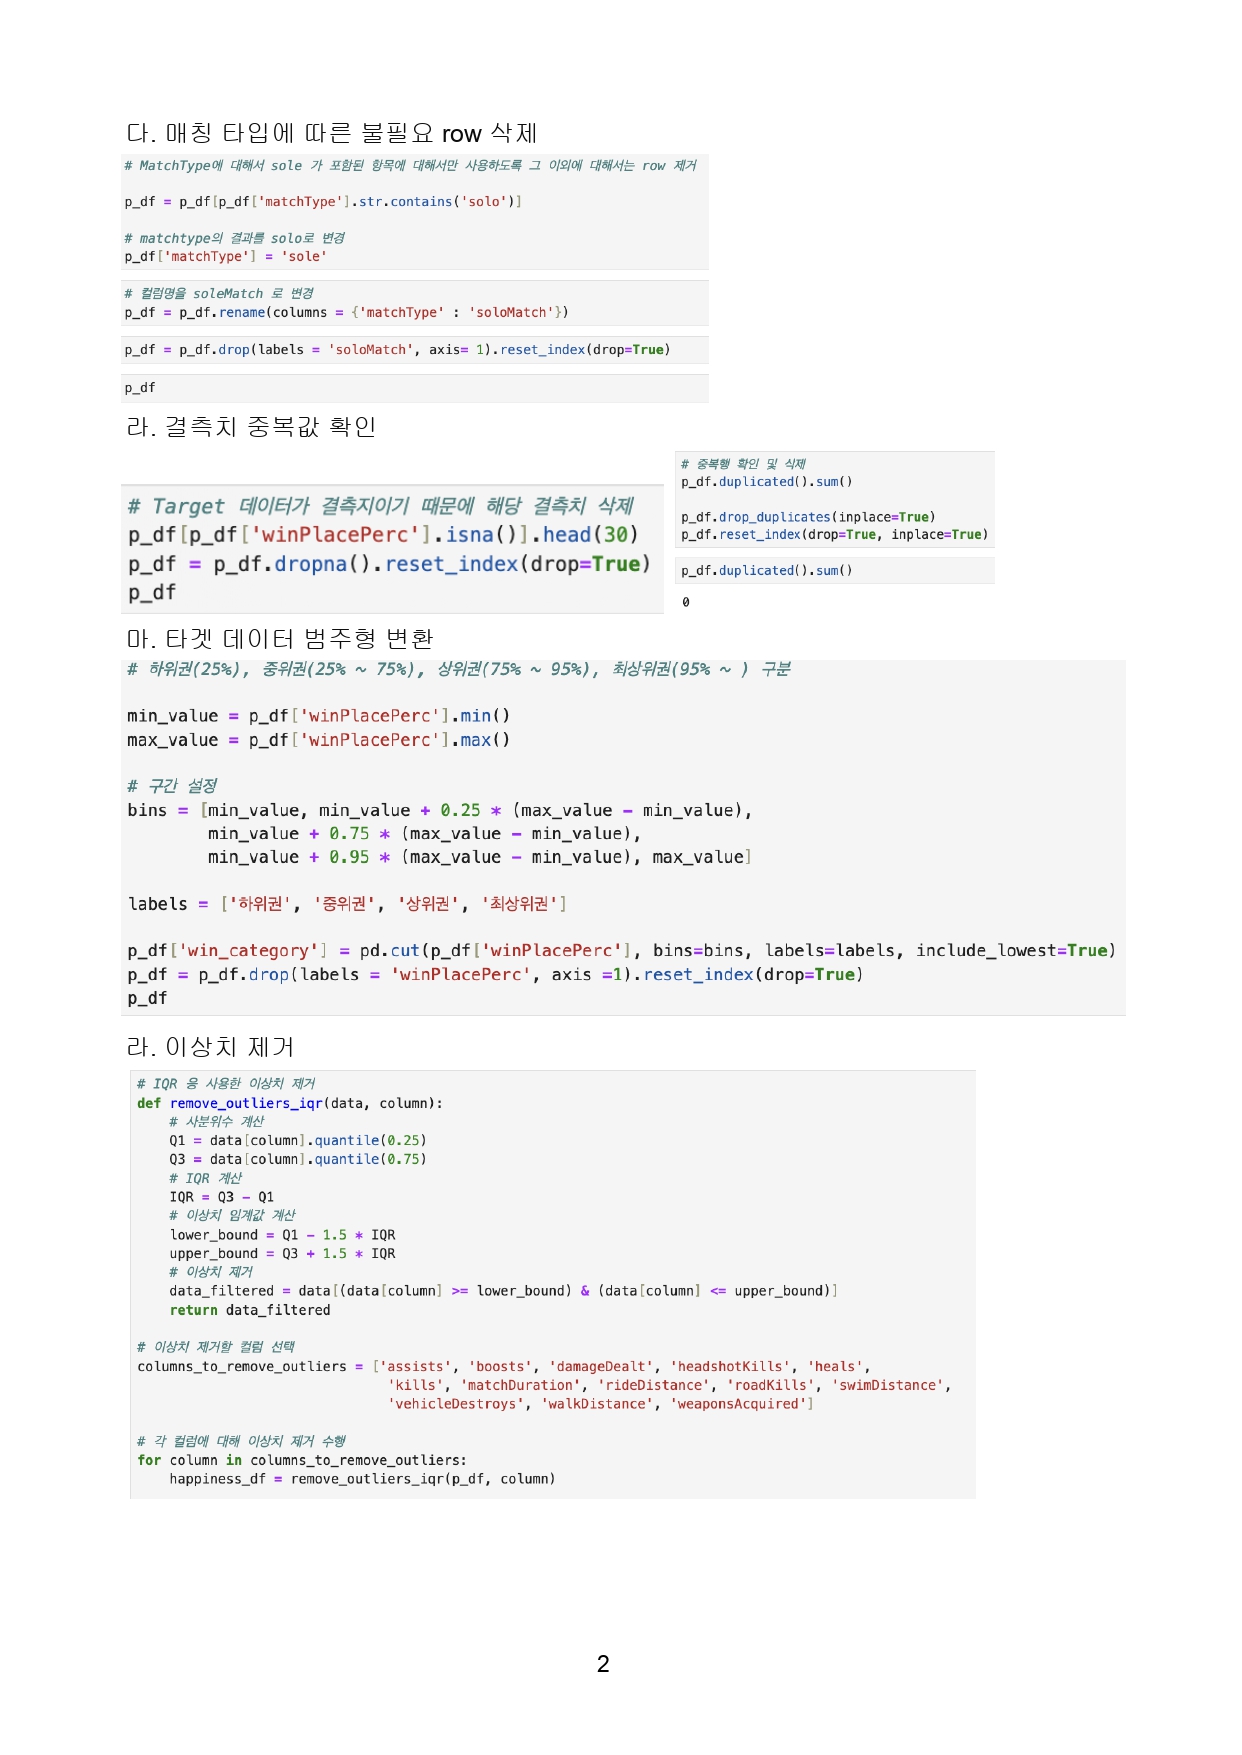 다. 매칭 타입에 따른 불필요 row 삭제
# MatchType에 대해서 sole 가 포함된 항목에 대해서만 사용하도록 그 이외에 대해서는 row 제거
p_df = p_df[p_df['matchType'].str.contains('solo')]
# matchtype의 결과를 solo로 변경
p_df['matchType'] = 'sole'
# 컬럼명을 soleMatch 로 변경
p_df = p_df.rename(columns = {'matchType' : 'soloMatch'})
p_df = p_df.drop(labels = 'soloMatch', axis= 1).reset_index(drop=True)
p_df
라. 결측치 중복값 확인
# Target 데이터가 결측지이기 때문에 해당 결측치 삭제
p_df[p_df['winPlacePerc'].isna()].head(30)
p_df = p_df.dropna().reset_index(drop=True)
p_df
# 중복행 확인 및 식제
p_df.duplicated().sum()
p_df.drop_duplicates(inplace=True)
p_df.reset_index(drop=True, inplace=True)
p_df.duplicated().sum()
0
마. 타겟 데이터 범주형 변환
# 하위권(25%), 중위권(25% ~ 75%), 상위권(75% ~ 95%), 최상위권(95% ~ ) 구분
min_value = p_df['winPlacePerc'].min()
max_value = p_df['winPlacePerc'].max()
# 구간 설정
bins = [min_value, min_value + 0.25 * (max_value - min_value),
        min_value + 0.75 * (max_value - min_value),
        min_value + 0.95 * (max_value - min_value), max_value]
labels = ['하위권', '중위권', '상위권', '최상위권']
p_df['win_category'] = pd.cut(p_df['winPlacePerc'], bins=bins, labels=labels, include_lowest=True)
p_df = p_df.drop(labels = 'winPlacePerc', axis =1).reset_index(drop=True)
p_df
라. 이상치 제거
# IQR 응 사용한 이상치 제거
def remove_outliers_iqr(data, column):
    # 사분위수 계산
    Q1 = data[column].quantile(0.25)
    Q3 = data[column].quantile(0.75)
    # IQR 계산
    IQR = Q3 - Q1
    # 이상치 임계값 계산
    lower_bound = Q1 - 1.5 * IQR
    upper_bound = Q3 + 1.5 * IQR
    # 이상치 제거
    data_filtered = data[(data[column] >= lower_bound) & (data[column] <= upper_bound)]
    return data_filtered
# 이상치 제거할 컬럼 선택
columns_to_remove_outliers = ['assists', 'boosts', 'damageDealt', 'headshotKills', 'heals',
                              'kills', 'matchDuration', 'rideDistance', 'roadKills', 'swimDistance',
                              'vehicleDestroys', 'walkDistance', 'weaponsAcquired']
# 각 컬럼에 대해 이상치 제거 수행
for column in columns_to_remove_outliers:
    happiness_df = remove_outliers_iqr(p_df, column)
2